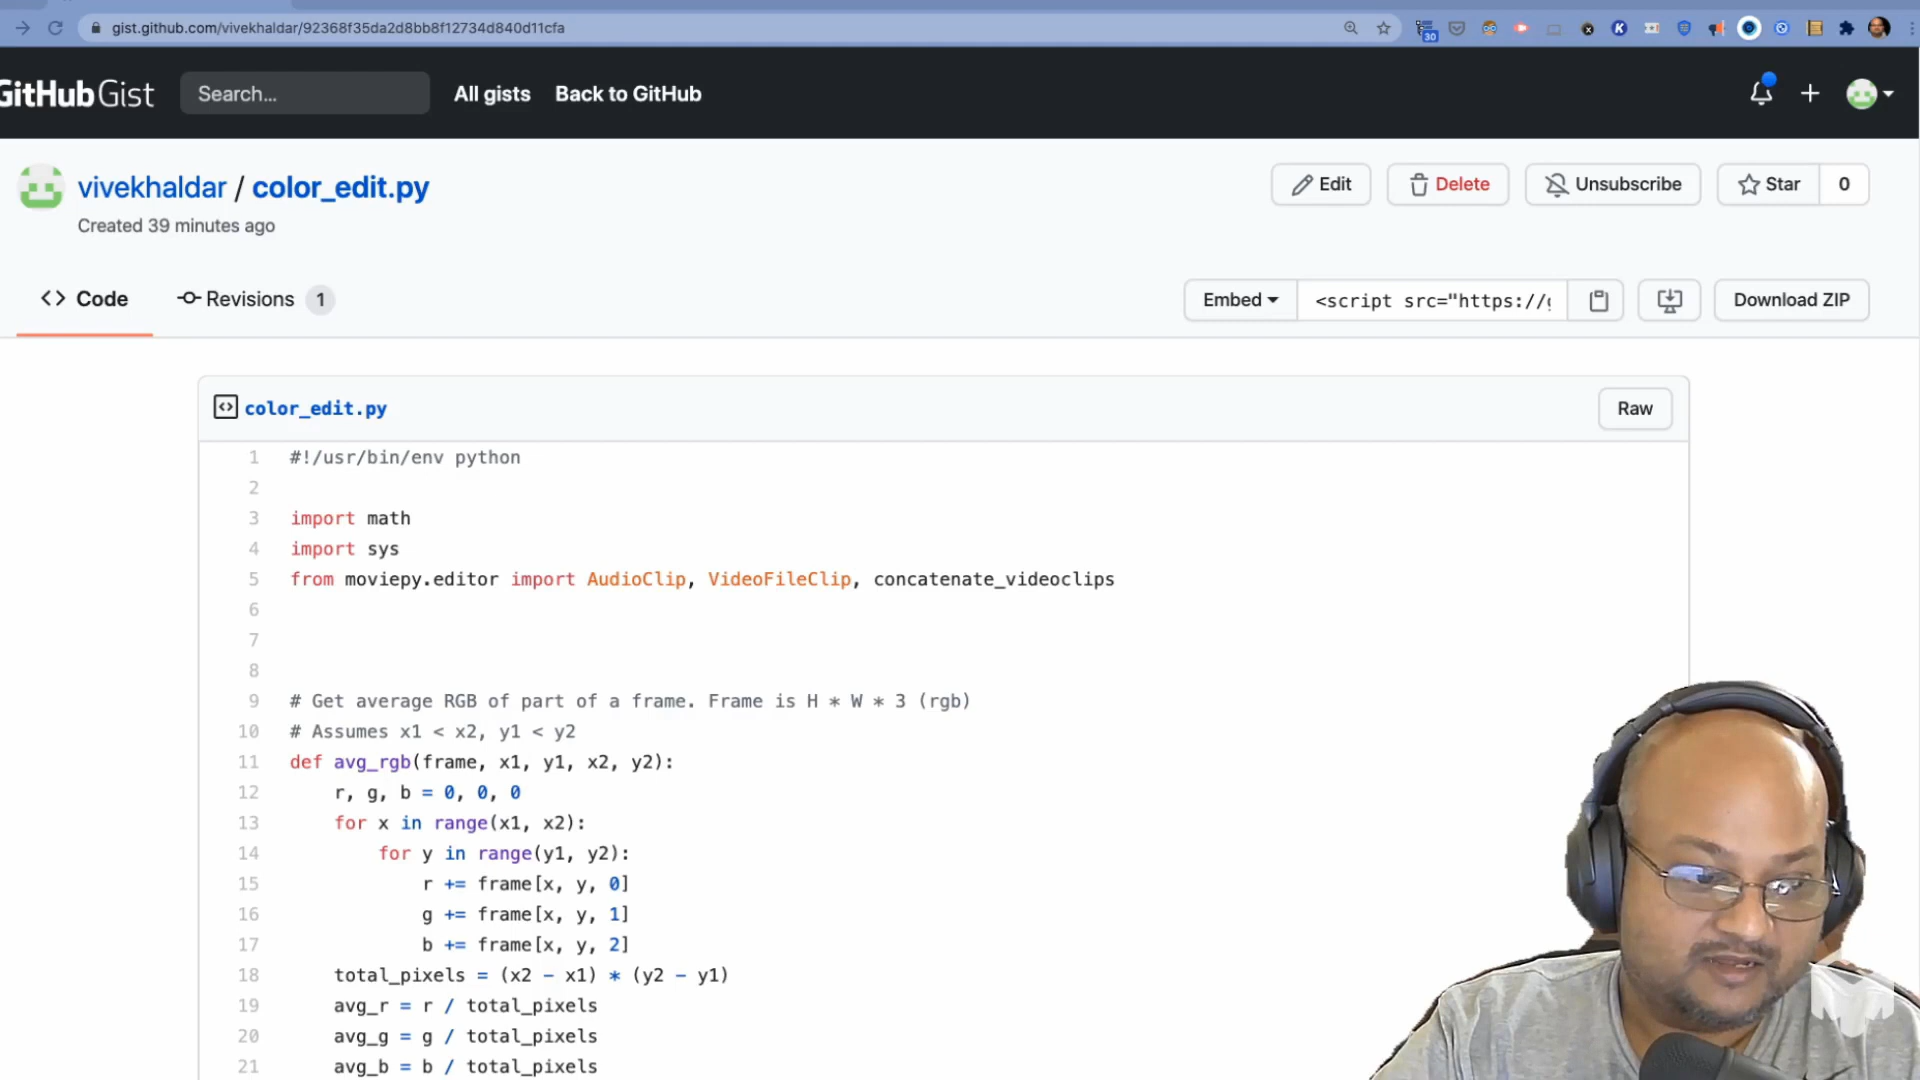 gist.github.com/vivekhaldar/92368f35da2d8bb8f12734d840d11cfa
30
K
GitHub Gist
Search...
All gists
Back to GitHub
vivekhaldar / color_edit.py
Created 39 minutes ago
Edit
Delete
Unsubscribe
Star
0
Code
Revisions 1
Embed
<script src="https://g
Download ZIP
color_edit.py
Raw
1 #!/usr/bin/env python
2
3 import math
4 import sys
5 from moviepy.editor import AudioClip, VideoFileClip, concatenate_videoclips
6
7
8
9 # Get average RGB of part of a frame. Frame is H * W * 3 (rgb)
10 # Assumes x1 < x2, y1 < y2
11 def avg_rgb(frame, x1, y1, x2, y2):
12 r, g, b = 0, 0, 0
13 for x in range(x1, x2):
14 for y in range(y1, y2):
15 r += frame[x, y, 0]
16 g += frame[x, y, 1]
17 b += frame[x, y, 2]
18 total_pixels = (x2 - x1) * (y2 - y1)
19 avg_r = r / total_pixels
20 avg_g = g / total_pixels
21 avg_b = b / total_pixels